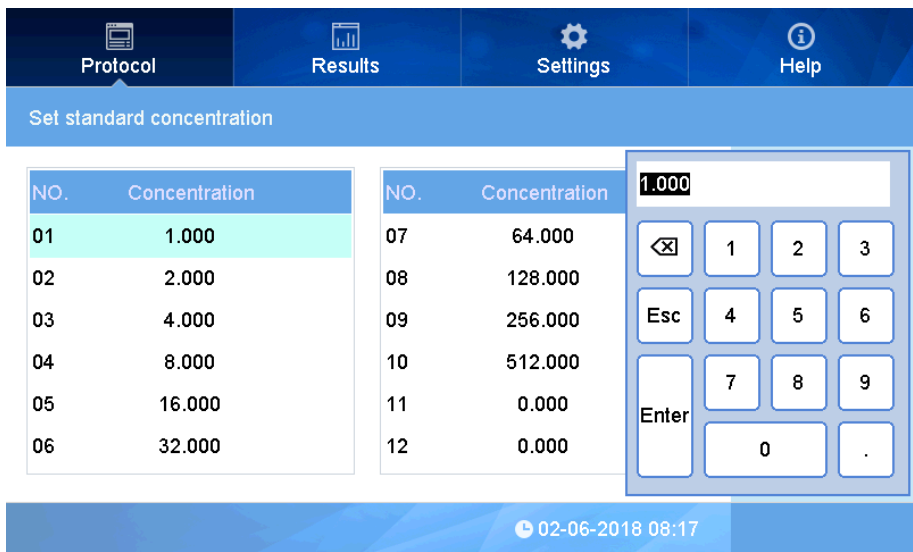 Protocol Results Settings Help
Set standard concentration
NO. Concentration
01 1.000
02 2.000
03 4.000
04 8.000
05 16.000
06 32.000
NO. Concentration
07 64.000
08 128.000
09 256.000
10 512.000
11 0.000
12 0.000
1.000
1 2 3
Esc 4 5 6
7 8 9
Enter
0 .
02-06-2018 08:17